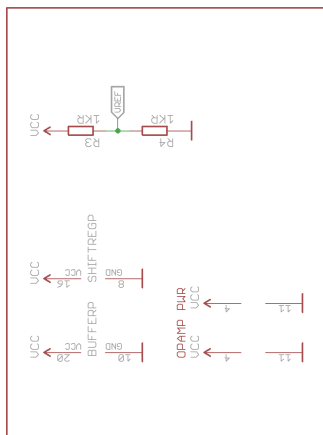 VREF
VCC
1KR
R3
1KR
R4
VCC
16
VCC
SHIFTREGP
GND
8
VCC
20
VCC
BUFFERP
GND
10
OPAMP PWR
VCC
4
11
VCC
4
11